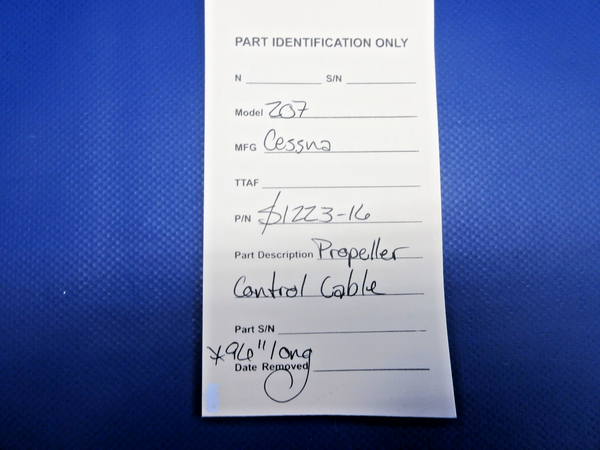 PART IDENTIFICATION ONLY
N S/N
Model 207
MFG Cessna
TTAF
P/N S1223-16
Part Description Propeller
Control Cable
Part S/N
*96" long
Date Removed